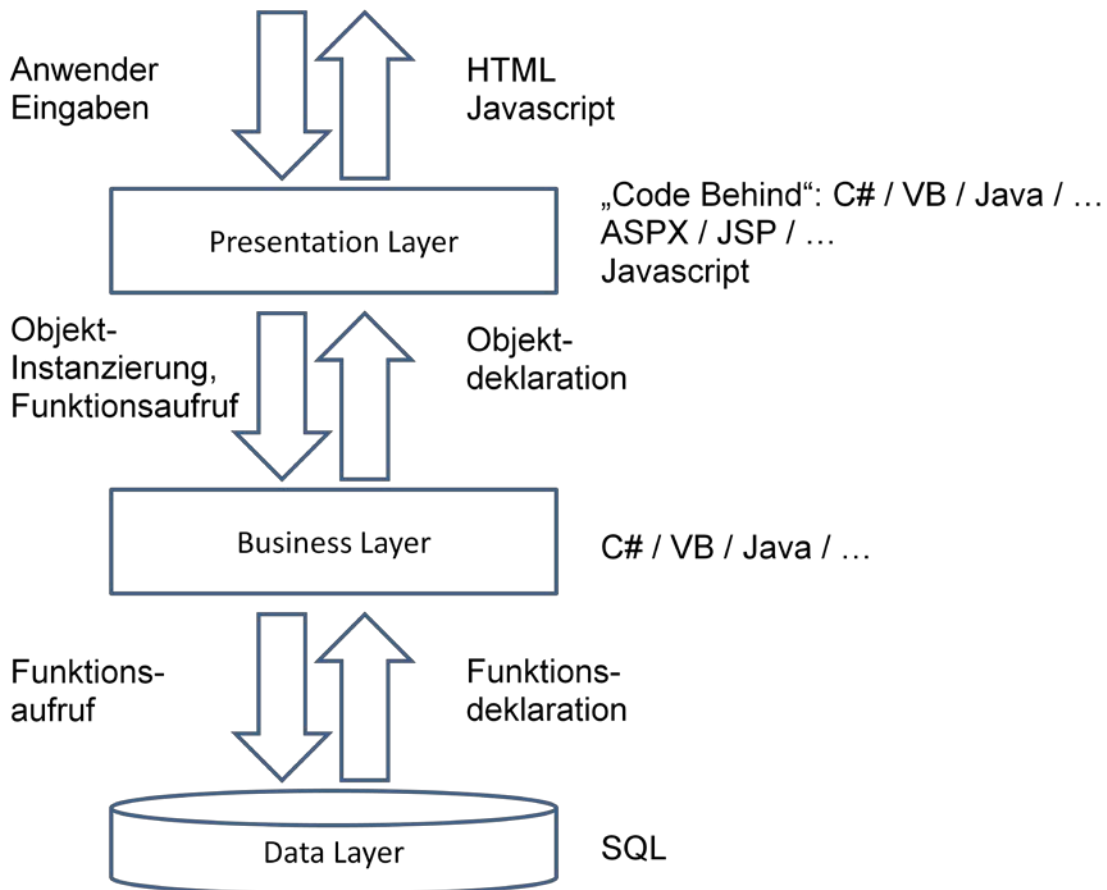 Anwender
Eingaben
HTML
Javascript
Presentation Layer
„Code Behind“: C# / VB / Java / …
ASPX / JSP / …
Javascript
Objekt-
Instanzierung,
Funktionsaufruf
Objekt-
deklaration
Business Layer
C# / VB / Java / …
Funktions-
aufruf
Funktions-
deklaration
Data Layer
SQL